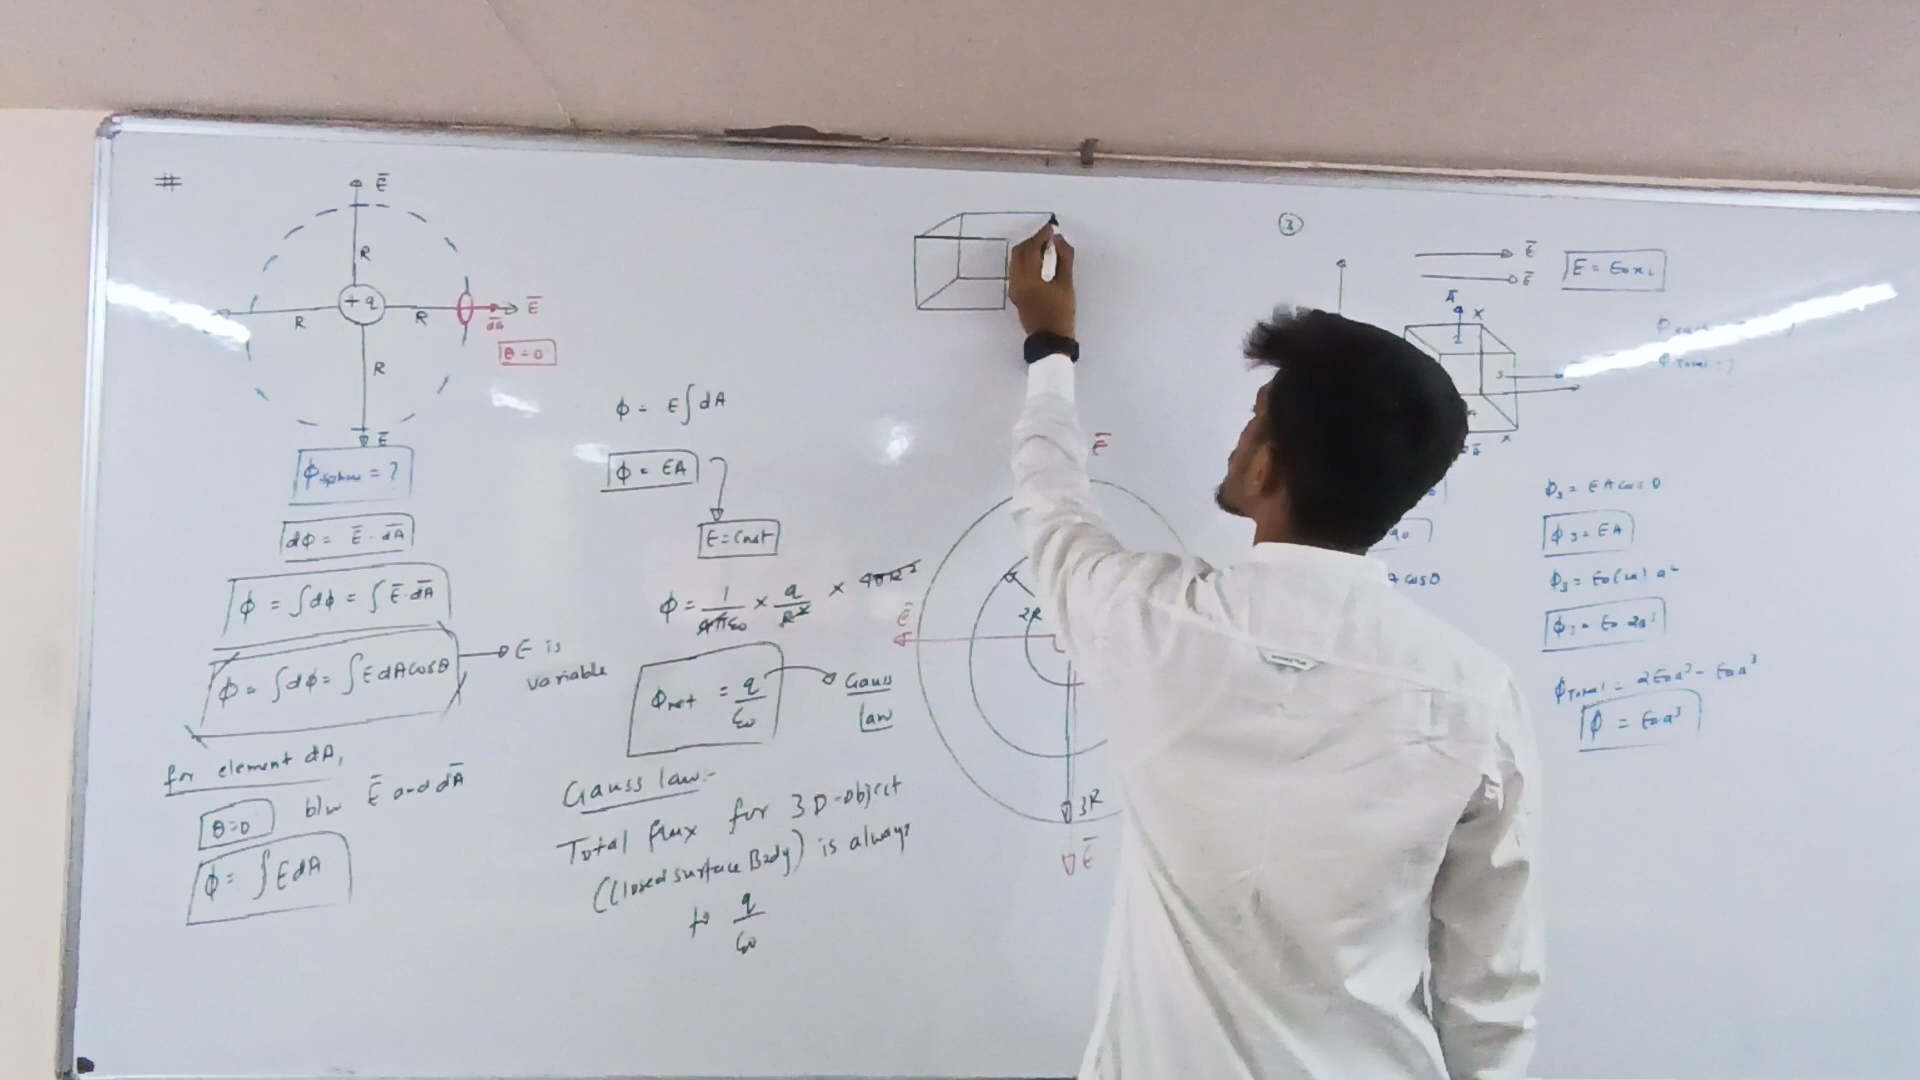 #
E̅
R
+q
R
R
E̅
dA
θ = 0
R
E̅
ϕsphere = ?
dϕ = E̅ · dA̅
ϕ = ∫dϕ = ∫E̅·dA̅
ϕ = ∫dϕ = ∫EdAcosθ
E is
variable
for element dA,
θ=0 b/w E̅ and dA̅
ϕ = ∫EdA
ϕ = E∫dA
ϕ = EA
E = Const
ϕ = 1/4πε0 × q/R² × 4πR²
ϕnet = q/ε0
Gauss
law
Gauss law:-
Total flux for 3D-object
(Closed surface Body) is always
to q/ε0
E̅
E̅
2R
3R
E̅
3
E̅
E̅
A̅
X
3
X
A̅
ϕ3 = EA cos 0
ϕ3 = EA
a² 
ϕ3 = E0 2a³
ϕTotal = 2E0a³ - E0a³
ϕ = E0a³